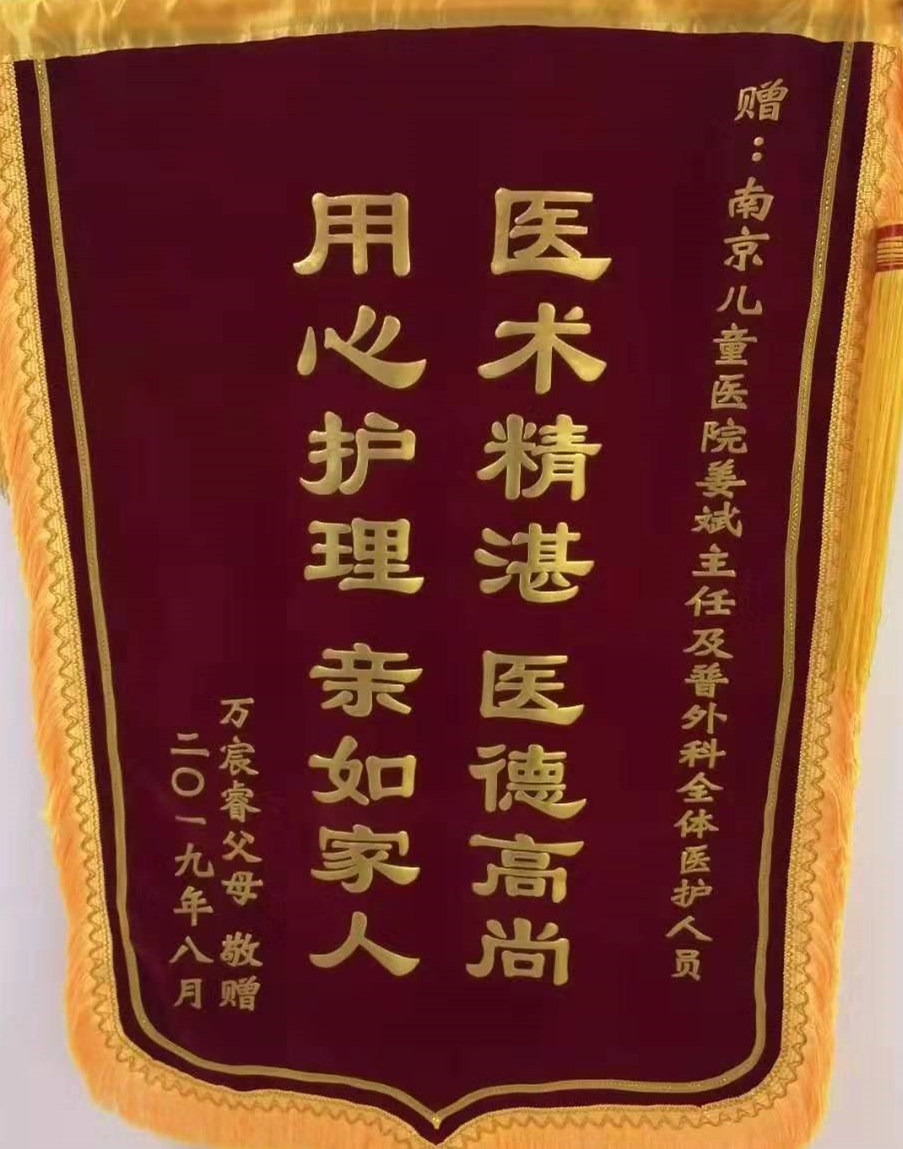 赠：南京儿童医院姜斌主任及普外科全体医护人员
医术精湛 医德高尚
用心护理 亲如家人
万宸睿父母 敬赠
二〇一九年八月